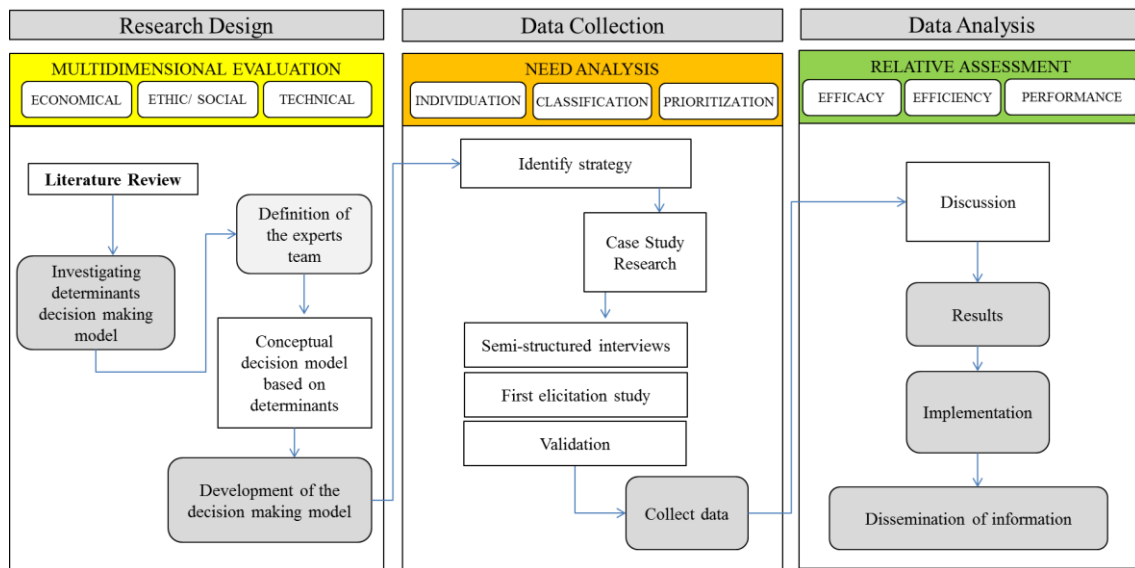 Research Design
MULTIDIMENSIONAL EVALUATION
ECONOMICAL
ETHIC/ SOCIAL
TECHNICAL
Literature Review
Investigating
determinants
decision making
model
Definition of
the experts
team
Conceptual
decision model
based on
determinants
Development of the
decision making model
Data Collection
NEED ANALYSIS
INDIVIDUATION
CLASSIFICATION
PRIORITIZATION
Identify strategy
Case Study
Research
Semi-structured interviews
First elicitation study
Validation
Collect data
Data Analysis
RELATIVE ASSESSMENT
EFFICACY
EFFICIENCY
PERFORMANCE
Discussion
Results
Implementation
Dissemination of information